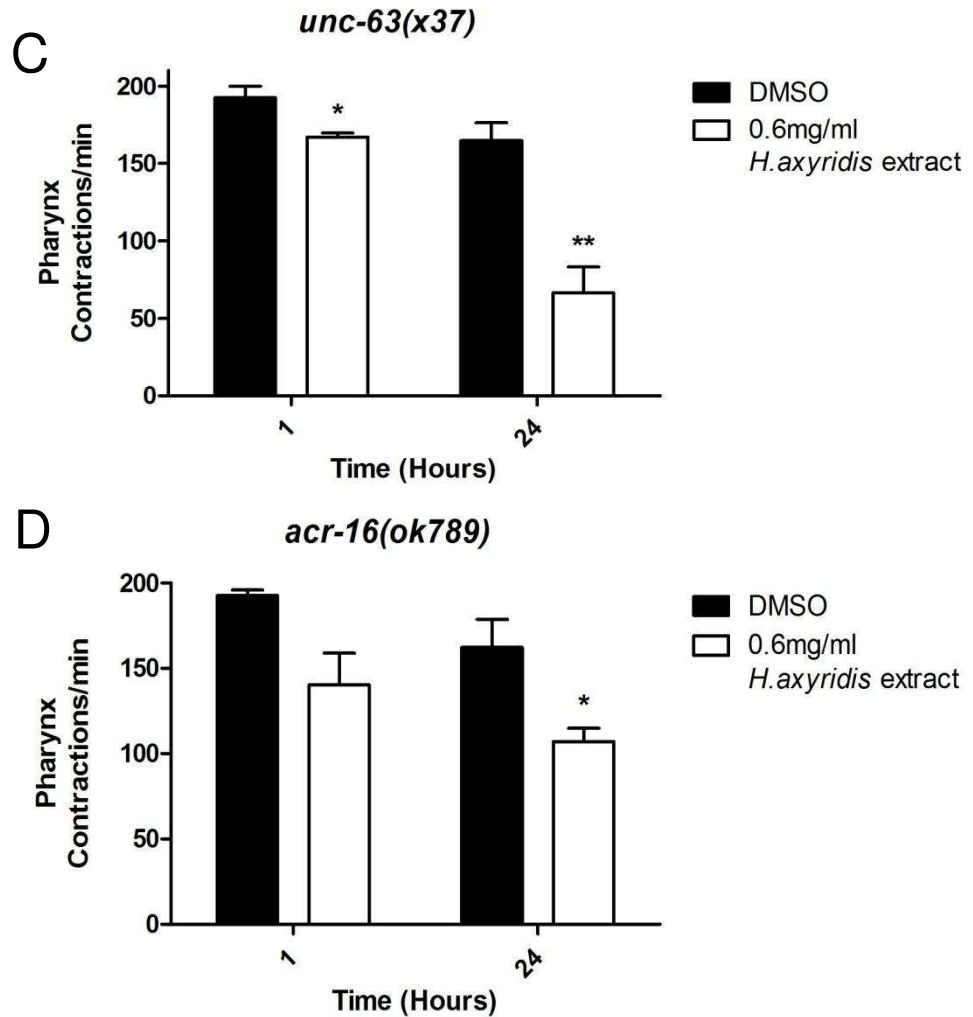 C
unc-63(x37)
Pharynx
Contractions/min
200
150
100
50
0
*
**
1
24
Time (Hours)
DMSO
0.6mg/ml
H.axyridis extract
D
acr-16(ok789)
Pharynx
Contractions/min
200
150
100
50
0
*
1
24
Time (Hours)
DMSO
0.6mg/ml
H.axyridis extract